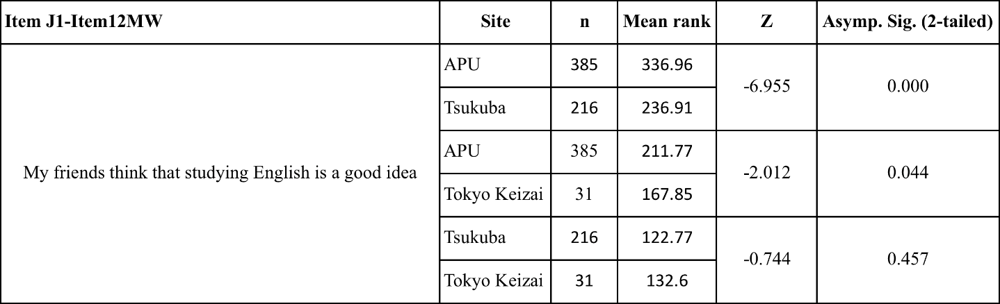 Item J1-Item12MW Site n Mean rank Z Asymp. Sig. (2-tailed)
APU 385 336.96
-6.955 0.000
Tsukuba 216 236.91
APU 385 211.77
My friends think that studying English is a good idea -2.012 0.044
Tokyo Keizai 31 167.85
Tsukuba 216 122.77
-0.744 0.457
Tokyo Keizai 31 132.6